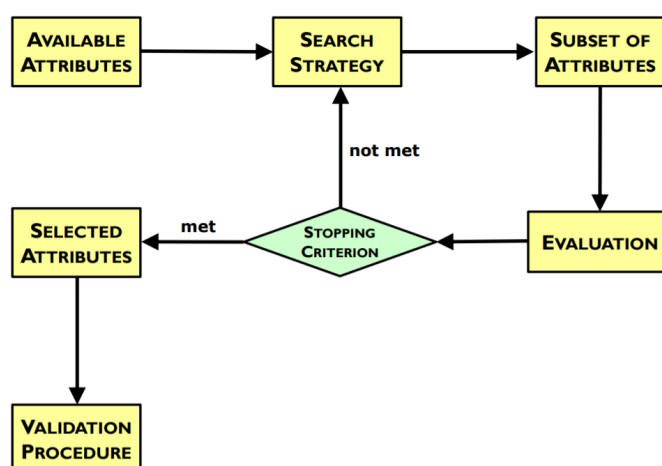 AVAILABLE
ATTRIBUTES
SEARCH
STRATEGY
SUBSET OF
ATTRIBUTES
not met
SELECTED
ATTRIBUTES
met
STOPPING
CRITERION
EVALUATION
VALIDATION
PROCEDURE